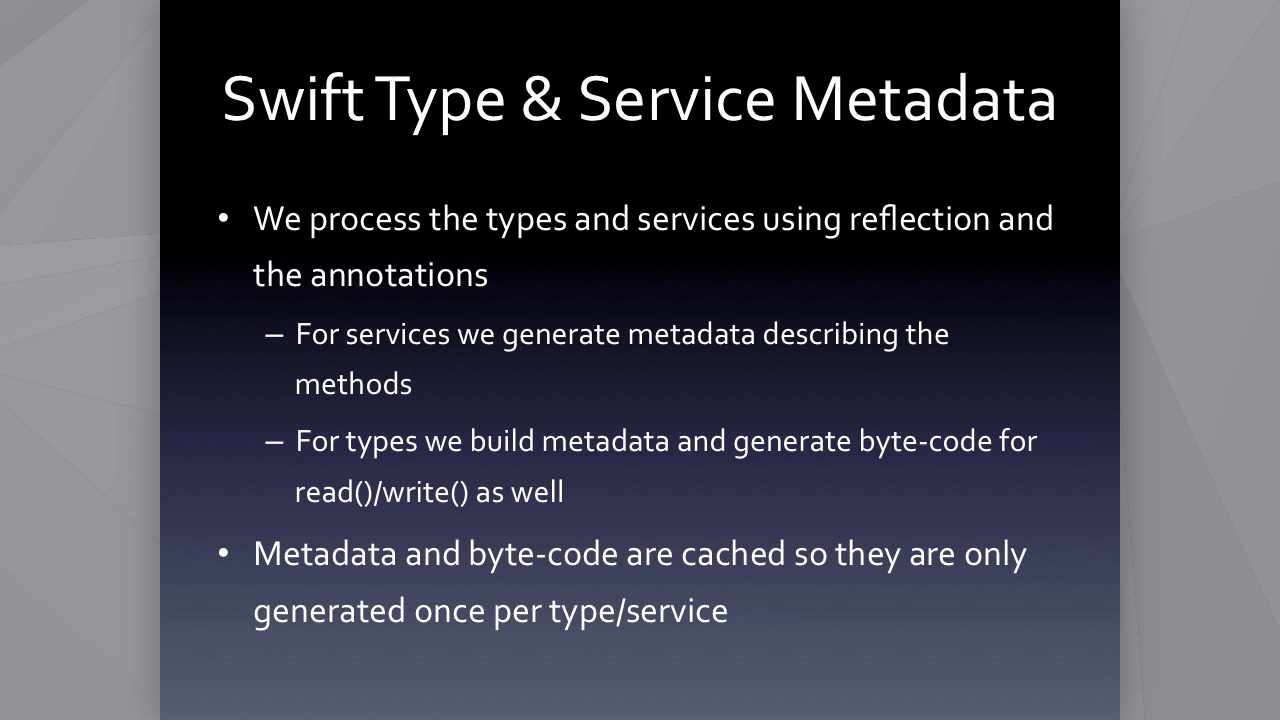 Swift Type & Service Metadata
• We process the types and services using reflection and
the annotations
– For services we generate metadata describing the
methods
– For types we build metadata and generate byte-code for
read()/write() as well
• Metadata and byte-code are cached so they are only
generated once per type/service